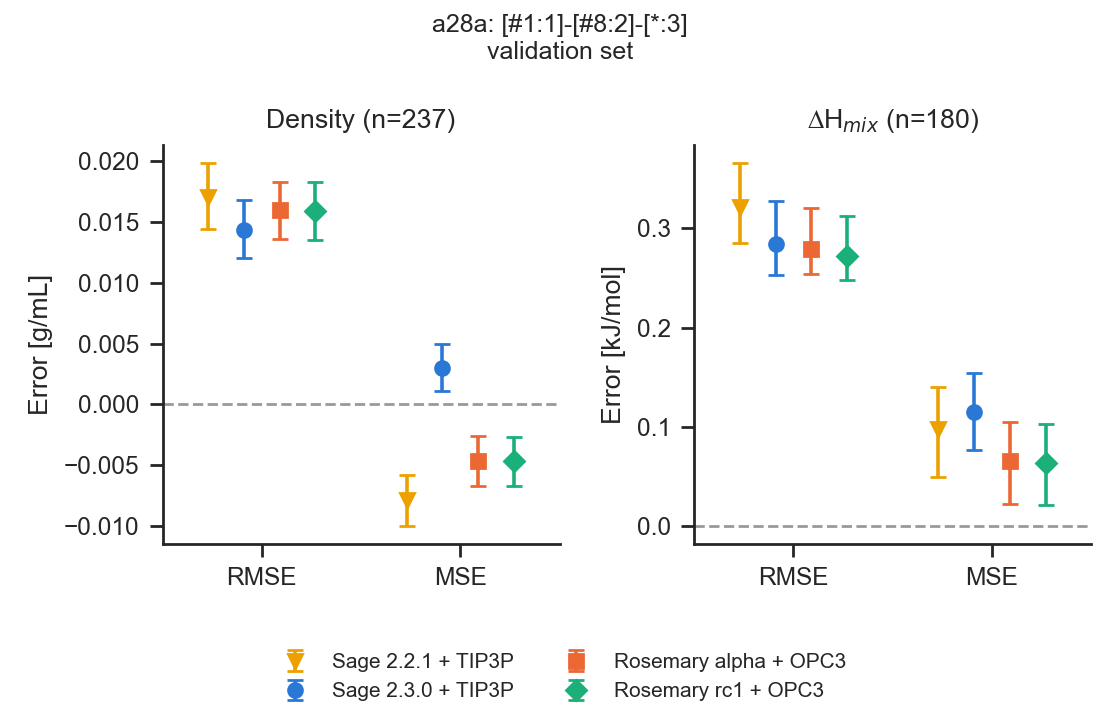 a28a: [#1:1]-[#8:2]-[*:3]
validation set
Density (n=237)
Error [g/mL]
0.020
0.015
0.010
0.005
0.000
−0.005
−0.010
RMSE
MSE
ΔHmix (n=180)
Error [kJ/mol]
0.3
0.2
0.1
0.0
RMSE
MSE
Sage 2.2.1 + TIP3P
Sage 2.3.0 + TIP3P
Rosemary alpha + OPC3
Rosemary rc1 + OPC3